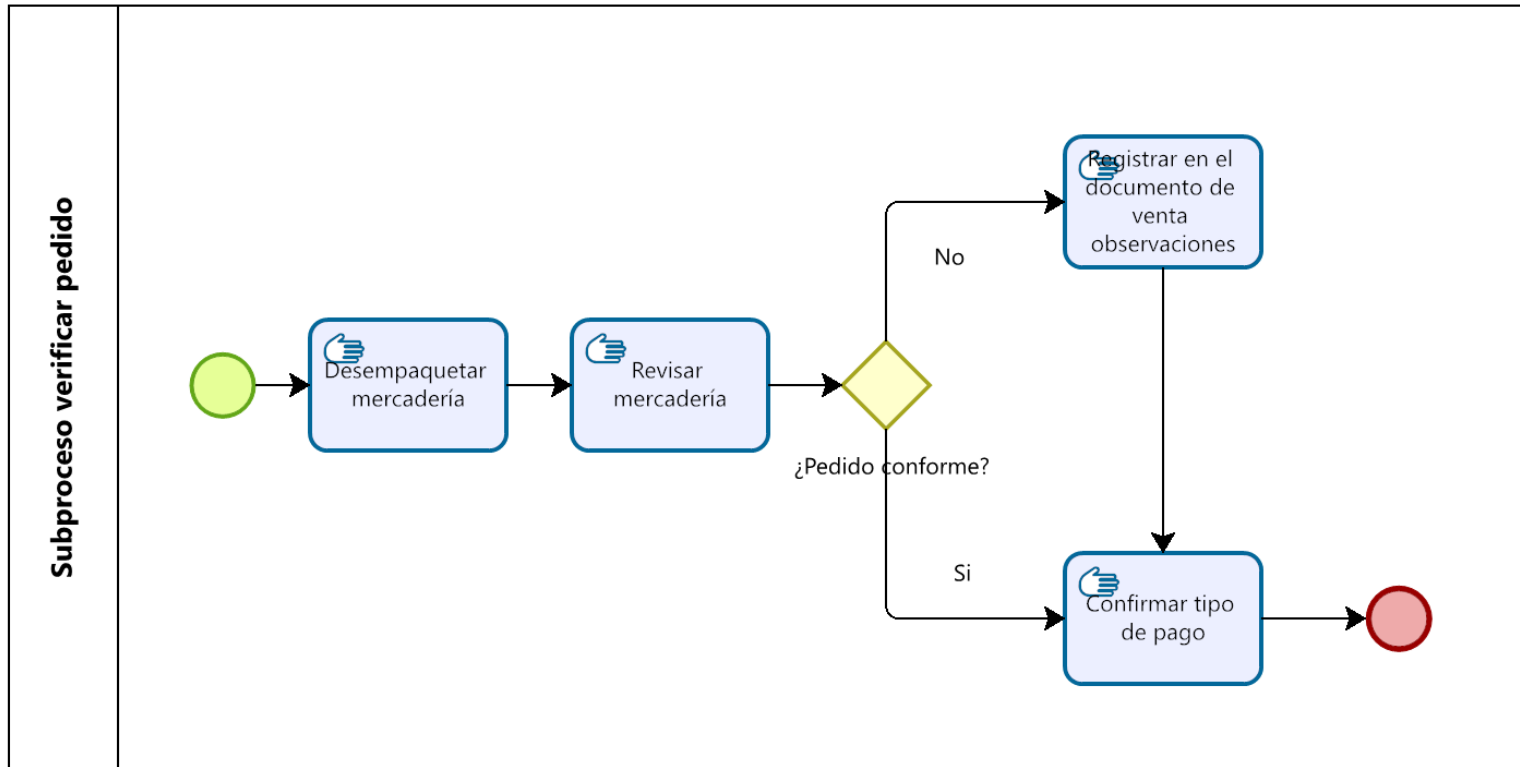 Subproceso verificar pedido
Desempaquetar
mercadería
Revisar
mercadería
¿Pedido conforme?
No
Registrar en el
documento de
venta
observaciones
Si
Confirmar tipo
de pago